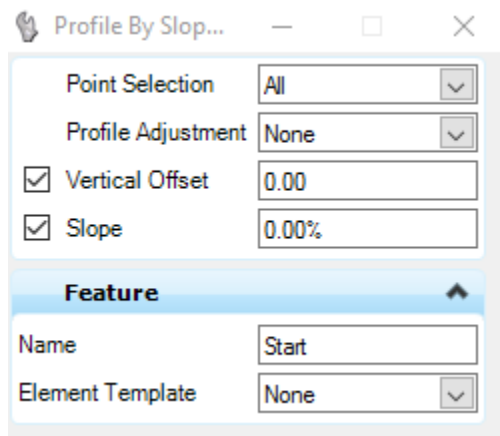 Profile By Slop...
Point Selection All
Profile Adjustment None
Vertical Offset 0.00
Slope 0.00%
Feature
Name Start
Element Template None